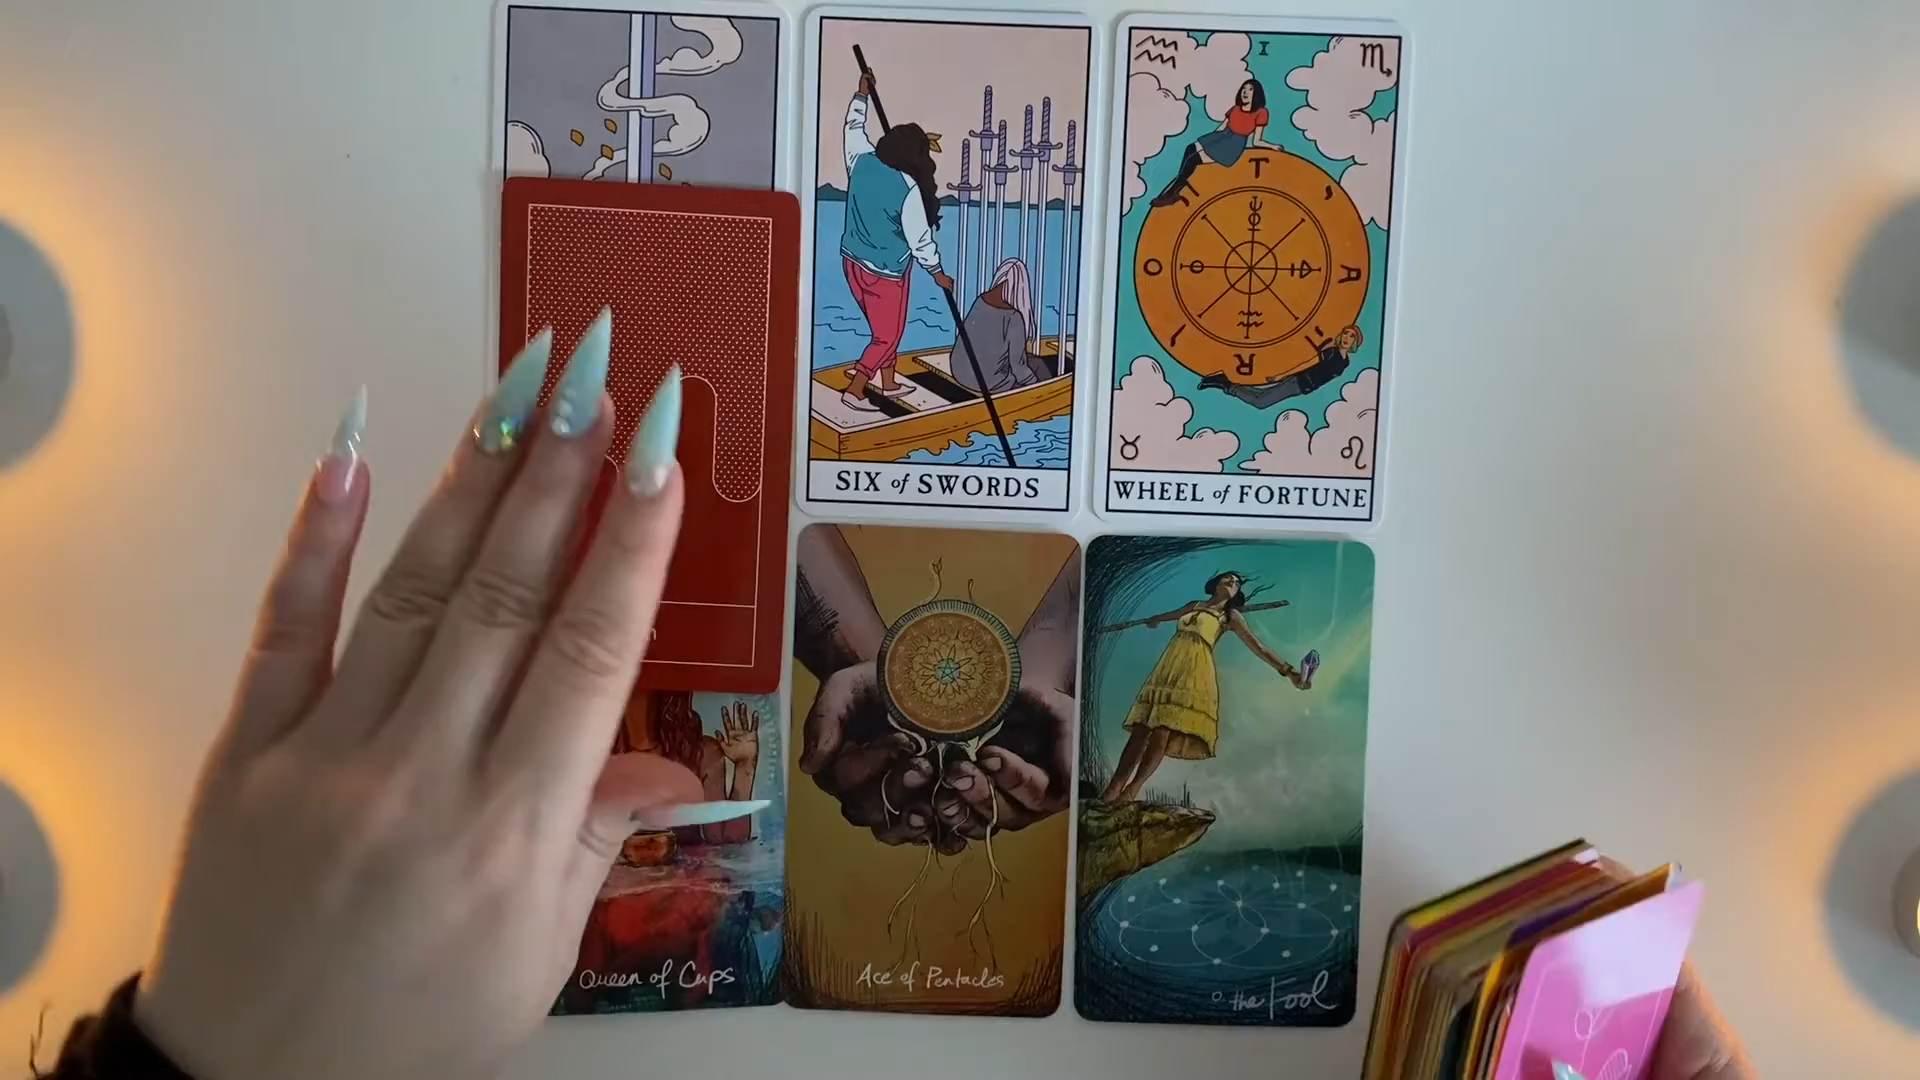 SIX of SWORDS
WHEEL of FORTUNE
Queen of Cups
Ace of Pentacles
0. the Fool